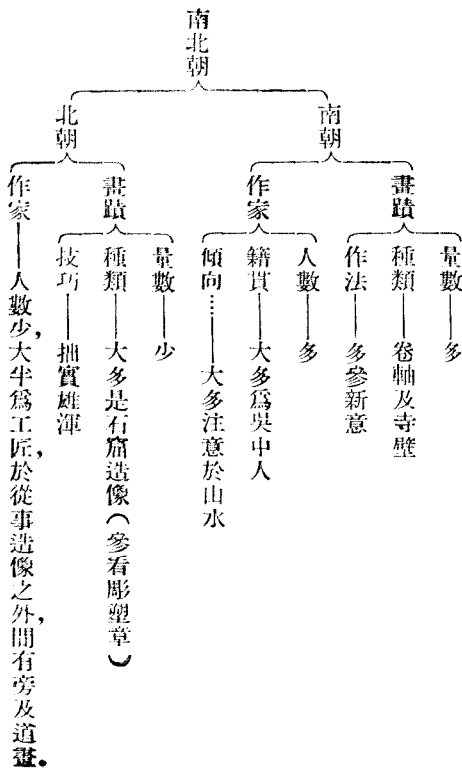 南北朝
南朝
畫蹟
量數——多
種類——卷軸及寺壁
作法——多參新意
作家
人數——多
籍貫——大多爲吳中人
傾向……大多注意於山水
北朝
畫蹟
量數——少
種類——大多是石窟造像（參看彫塑章）
技巧——拙實雄渾
作家——人數少，大半爲工匠，於從事造像之外，間有旁及道畫。